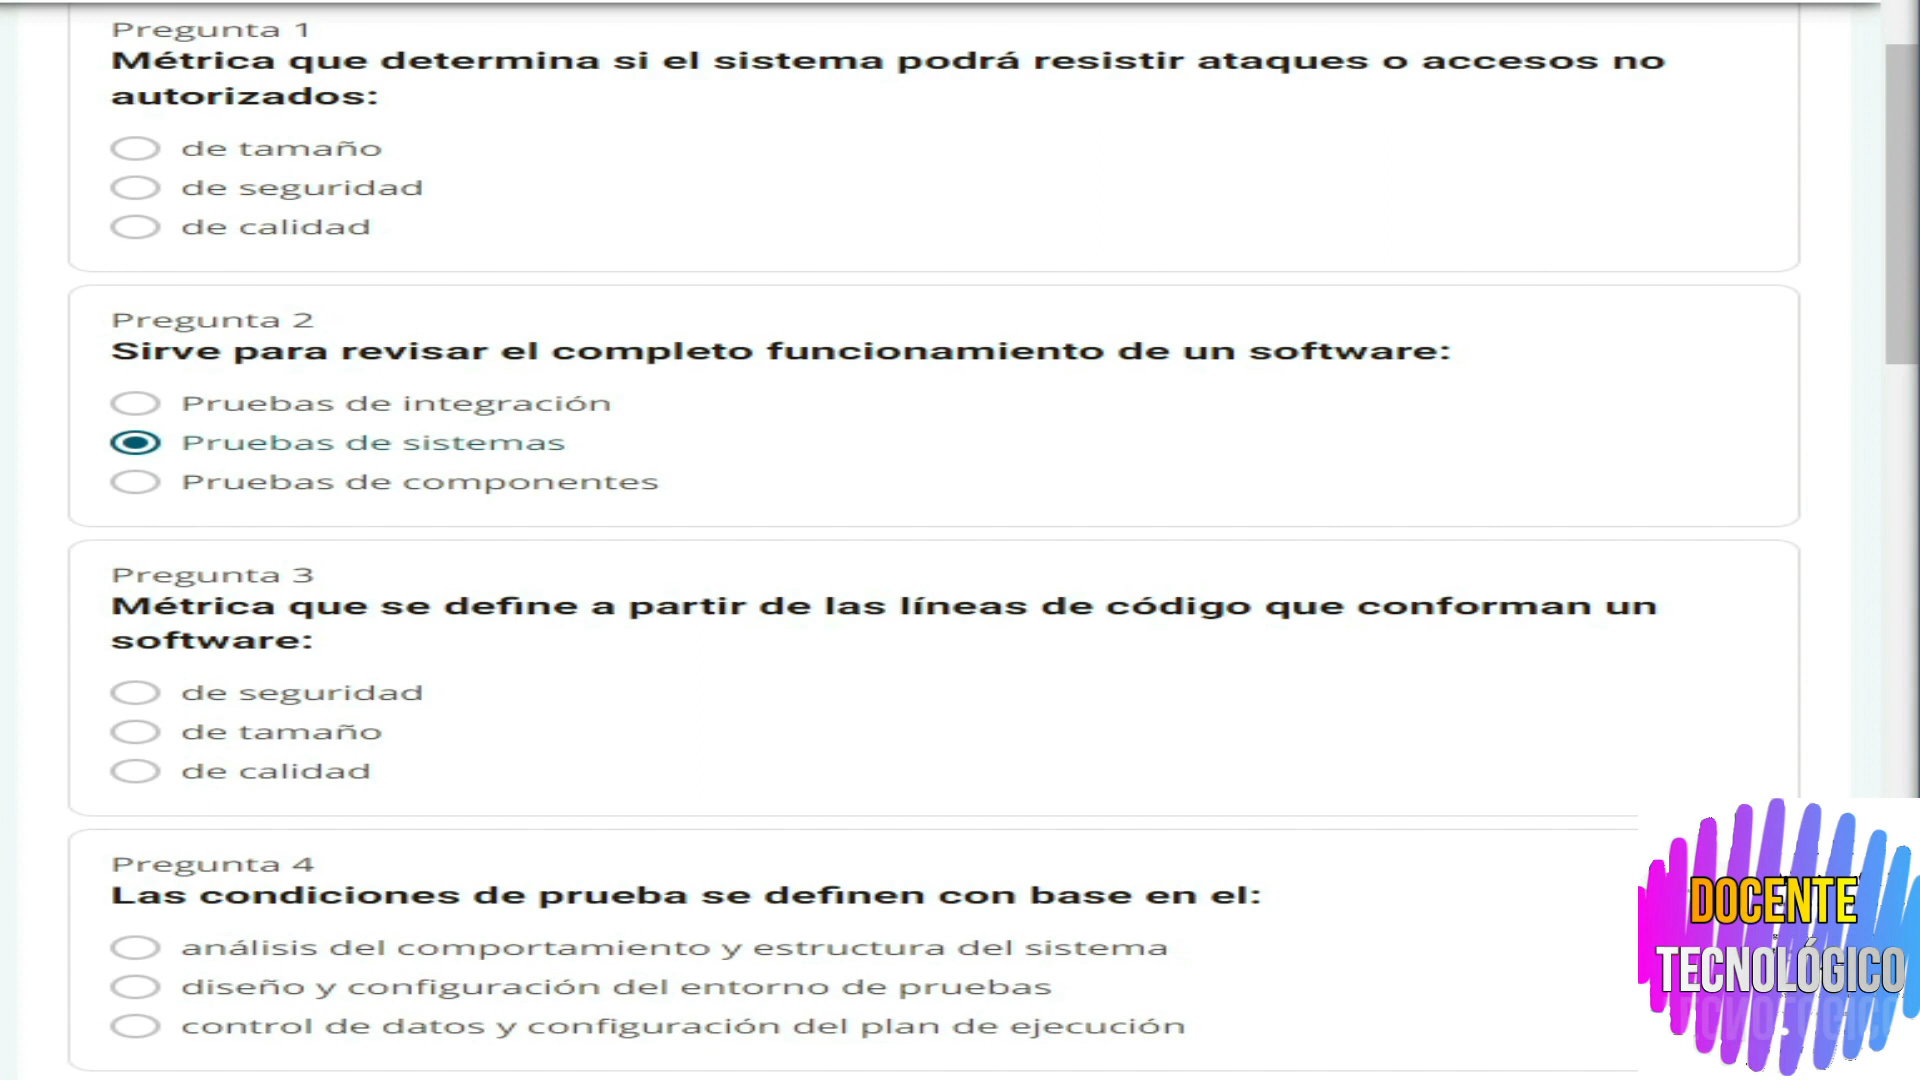 Pregunta 1
Métrica que determina si el sistema podrá resistir ataques o accesos no
autorizados:
de tamaño
de seguridad
de calidad
Pregunta 2
Sirve para revisar el completo funcionamiento de un software:
Pruebas de integración
Pruebas de sistemas
Pruebas de componentes
Pregunta 3
Métrica que se define a partir de las líneas de código que conforman un
software:
de seguridad
de tamaño
de calidad
Pregunta 4
Las condiciones de prueba se definen con base en el:
análisis del comportamiento y estructura del sistema
diseño y configuración del entorno de pruebas
control de datos y configuración del plan de ejecución
DOCENTE
TECNOLÓGICO